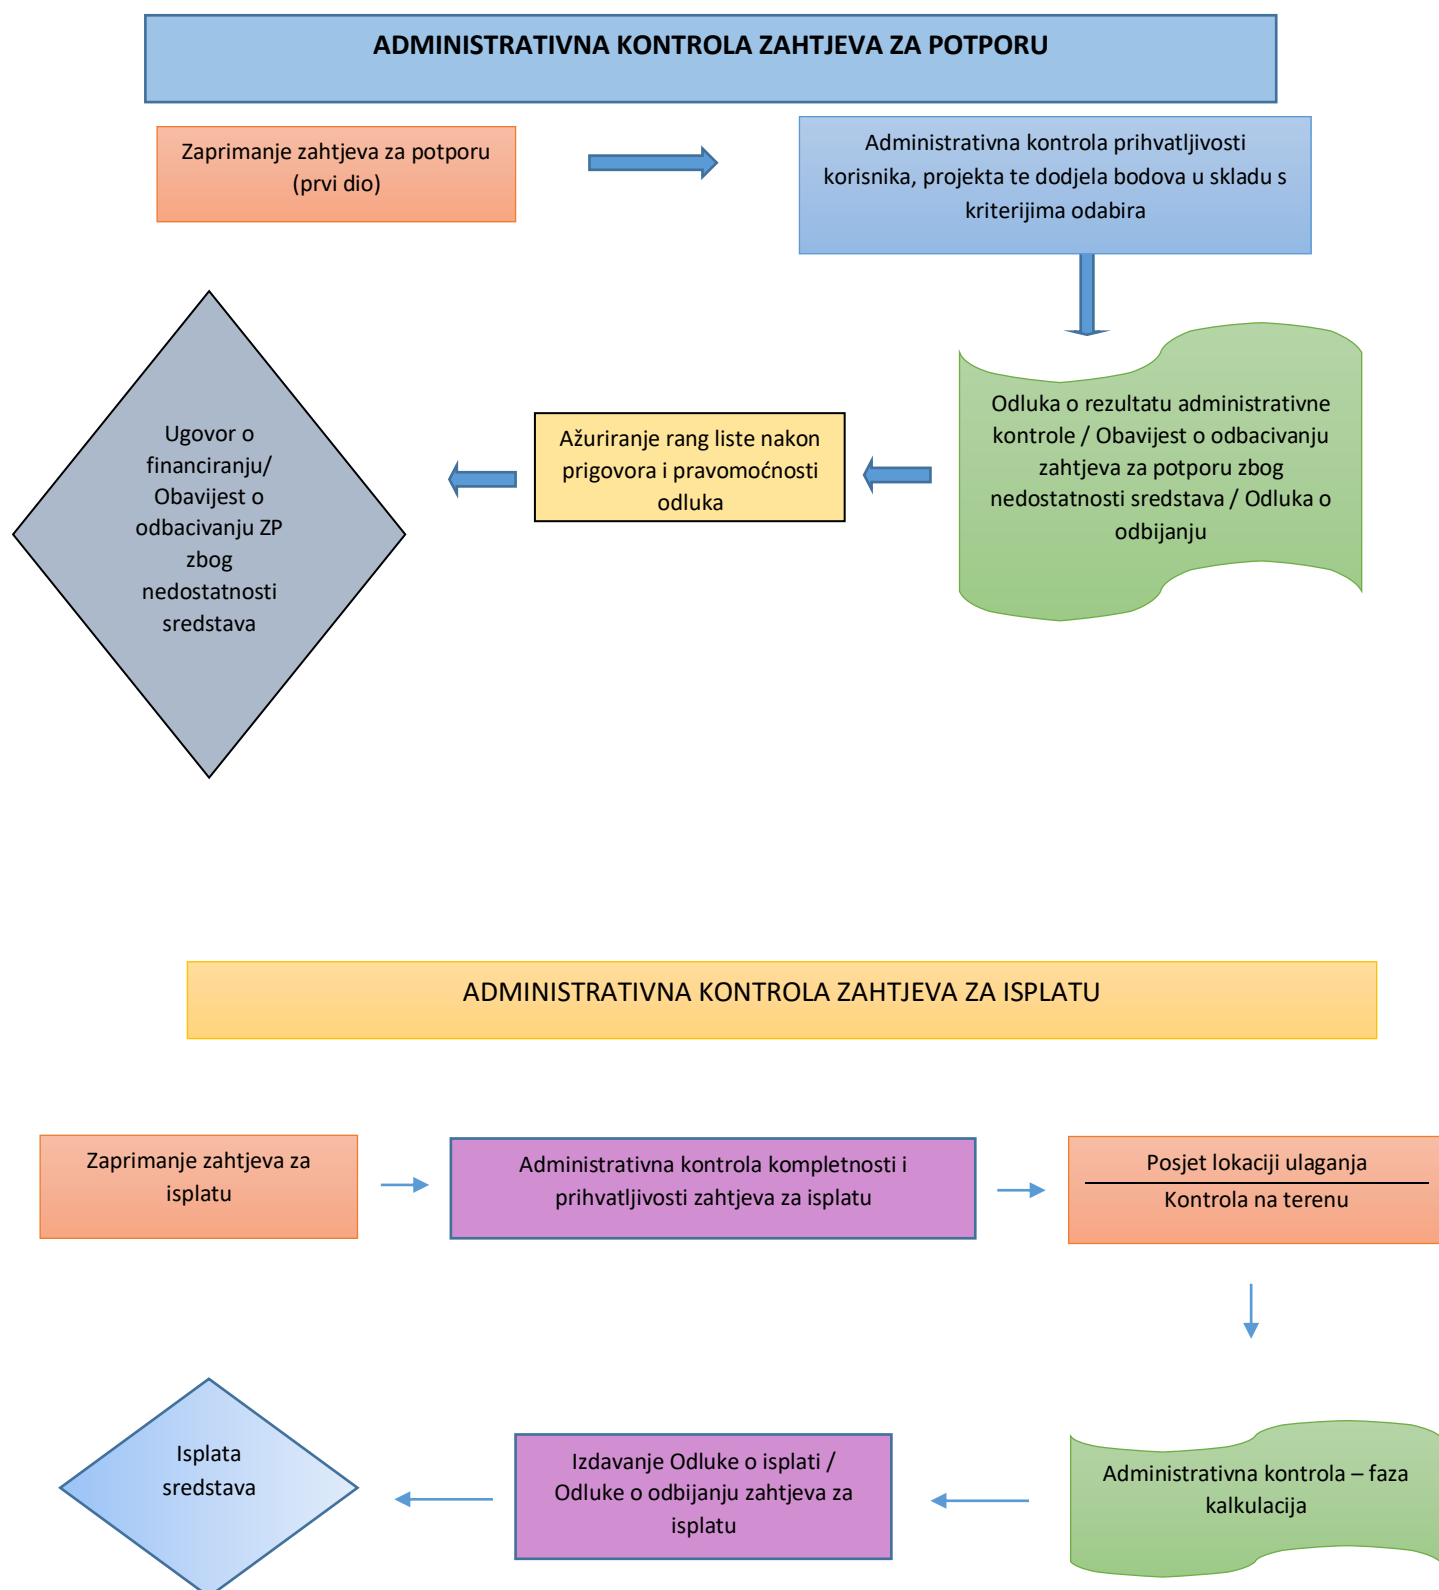 ADMINISTRATIVNA KONTROLA ZAHTJEVA ZA POTPORU
Zaprimanje zahtjeva za potporu
(prvi dio)
Administrativna kontrola prihvatljivosti
korisnika, projekta te dodjela bodova u skladu s
kriterijima odabira
Odluka o rezultatu administrativne
kontrole / Obavijest o odbacivanju
zahtjeva za potporu zbog
nedostatnosti sredstava / Odluka o
odbijanju
Ažuriranje rang liste nakon
prigovora i pravomoćnosti
odluka
Ugovor o
financiranju/
Obavijest o
odbacivanju ZP
zbog
nedostatnosti
sredstava
ADMINISTRATIVNA KONTROLA ZAHTJEVA ZA ISPLATU
Zaprimanje zahtjeva za
isplatu
Administrativna kontrola kompletnosti i
prihvatljivosti zahtjeva za isplatu
Posjet lokaciji ulaganja
Kontrola na terenu
Administrativna kontrola – faza
kalkulacija
Izdavanje Odluke o isplati /
Odluke o odbijanju zahtjeva za
isplatu
Isplata
sredstava